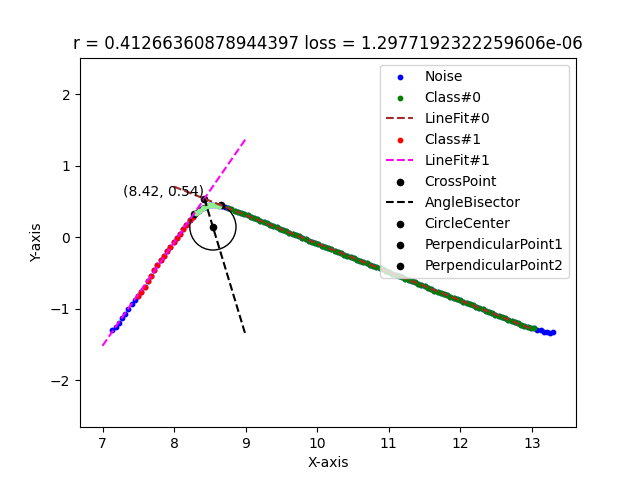 r = 0.41266360878944397 loss = 1.2977192322259606e-06
Noise
Class#0
LineFit#0
Class#1
LineFit#1
CrossPoint
AngleBisector
CircleCenter
PerpendicularPoint1
PerpendicularPoint2
(8.42, 0.54)
2
1
0
−1
−2
Y-axis
7 8 9 10 11 12 13
X-axis